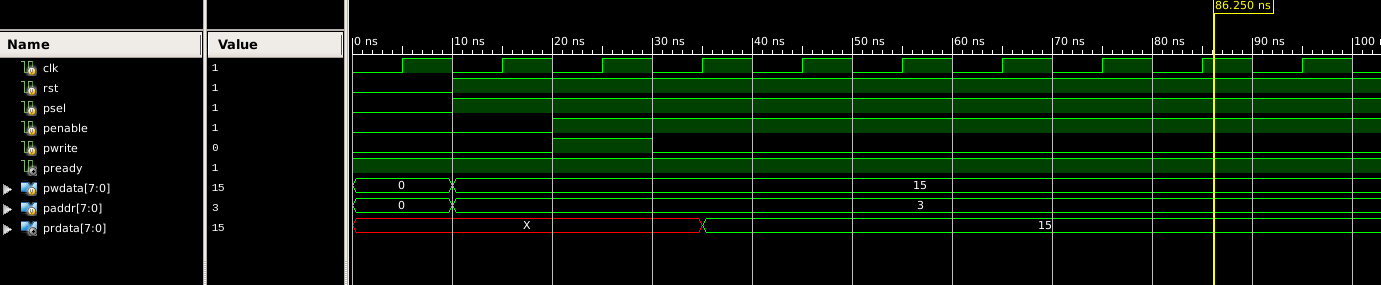 86.250 ns
Name Value 0 ns 10 ns 20 ns 30 ns 40 ns 50 ns 60 ns 70 ns 80 ns 90 ns 100
clk 1
rst 1
psel 1
penable 1
pwrite 0
pready 1
pwdata[7:0] 15 0 15
paddr[7:0] 3 0 3
prdata[7:0] 15 X 15